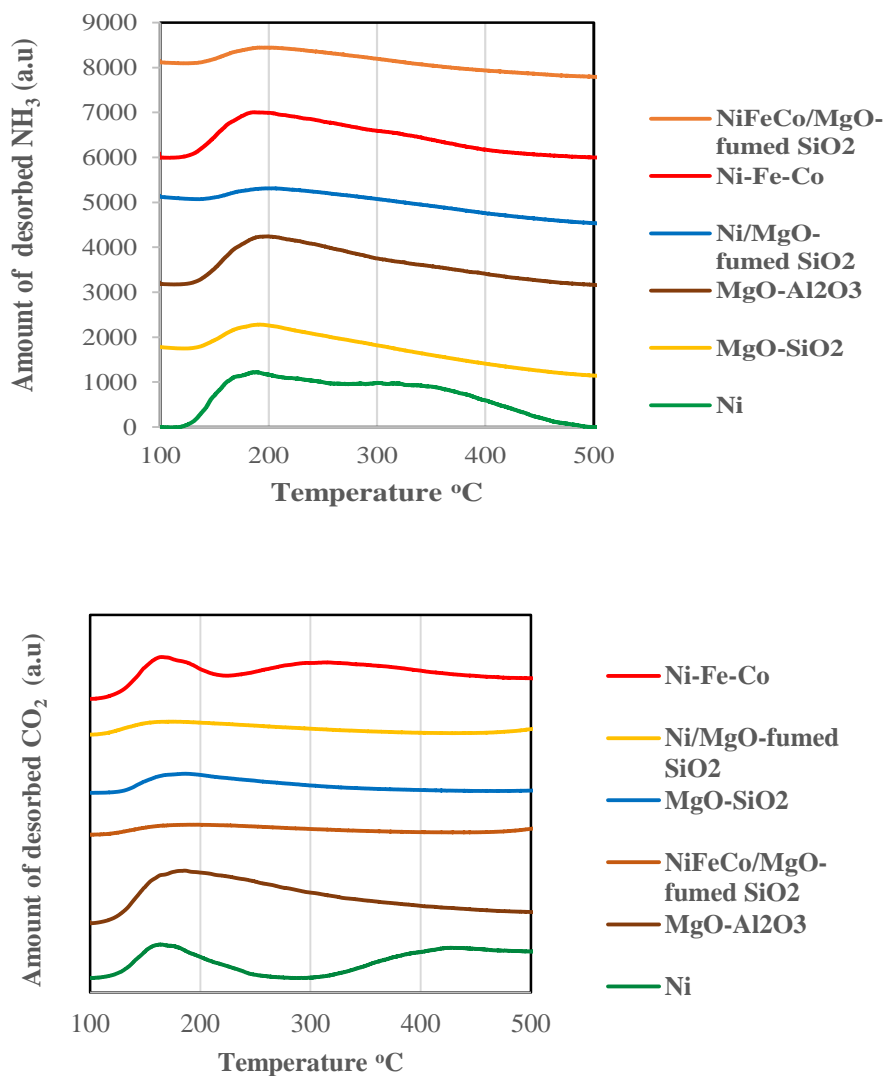 Amount of desorbed NH₃ (a.u)
9000
8000
7000
6000
5000
4000
3000
2000
1000
0
100 200 300 400 500
Temperature ᵒC
NiFeCo/MgO-
fumed SiO2
Ni-Fe-Co
Ni/MgO-
fumed SiO2
MgO-Al2O3
MgO-SiO2
Ni
Amount of desorbed CO₂ (a.u)
100 200 300 400 500
Temperature ᵒC
Ni-Fe-Co
Ni/MgO-fumed
SiO2
MgO-SiO2
NiFeCo/MgO-
fumed SiO2
MgO-Al2O3
Ni